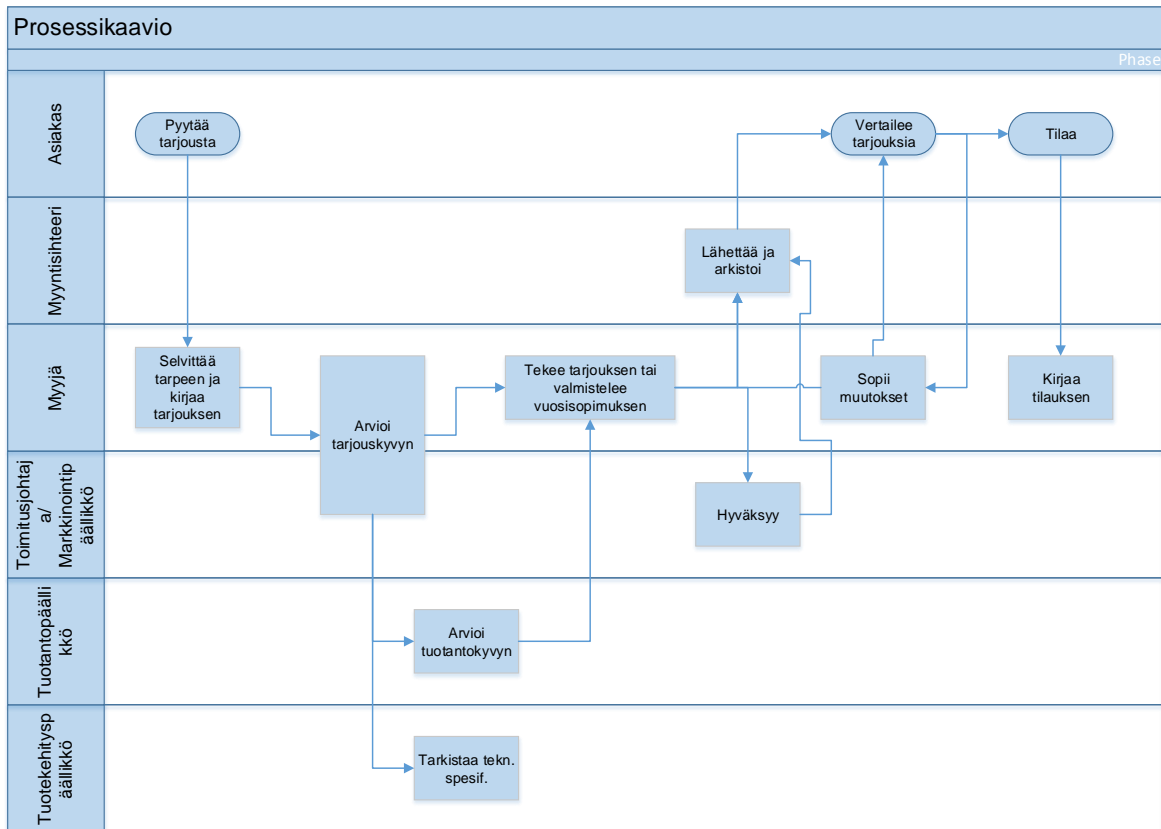 Prosessikaavio
Phase
Asiakas
Pyytää
tarjousta
Vertailee
tarjouksia
Tilaa
Myyntisihteeri
Lähettää ja
arkistoi
Myyjä
Selvittää
tarpeen ja
kirjaa
tarjouksen
Arvioi
tarjouskyvyn
Tekee tarjouksen tai
valmistelee
vuosisopimuksen
Sopii
muutokset
Kirjaa
tilauksen
Toimitusjohtaj
a/
Markkinointip
äällikkö
Hyväksyy
Tuotantopäälli
kkö
Arvioi
tuotantokyvyn
Tuotekehitysp
äällikkö
Tarkistaa tekn.
spesif.